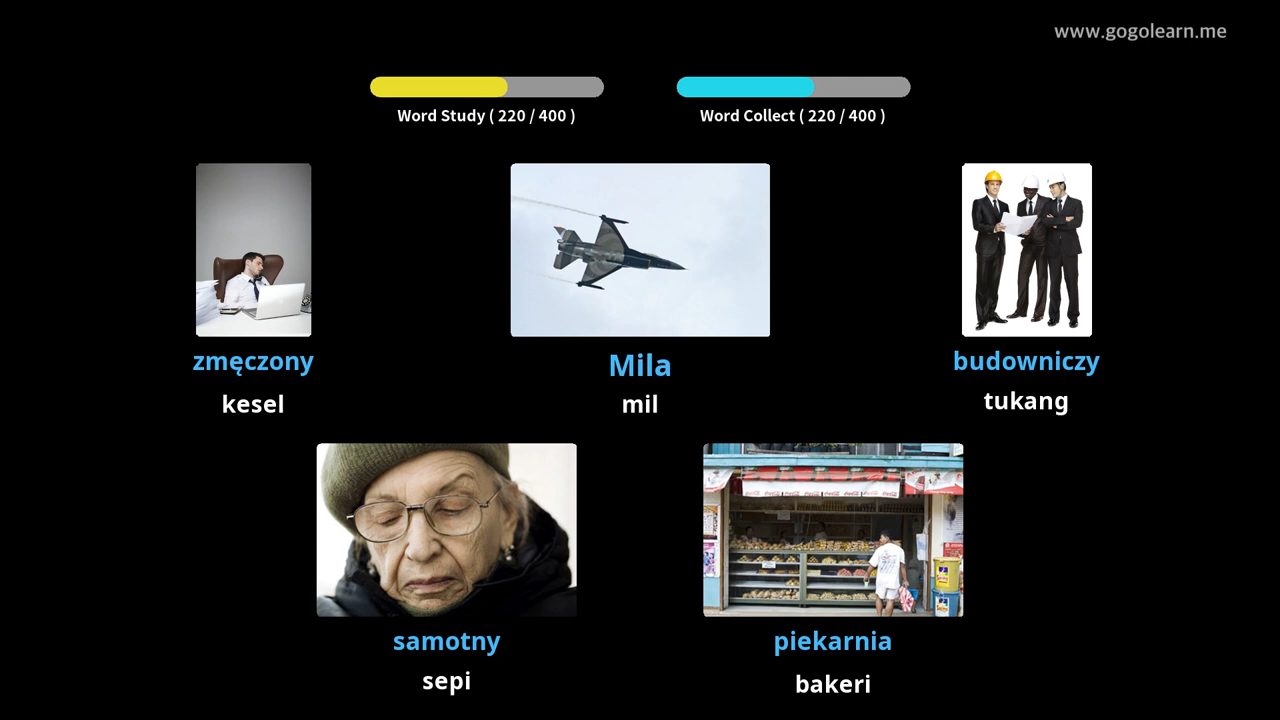 www.gogolearn.me
Word Study ( 220 / 400 )
Word Collect ( 220 / 400 )
zmęczony
kesel
Mila
mil
budowniczy
tukang
samotny
sepi
piekarnia
bakeri